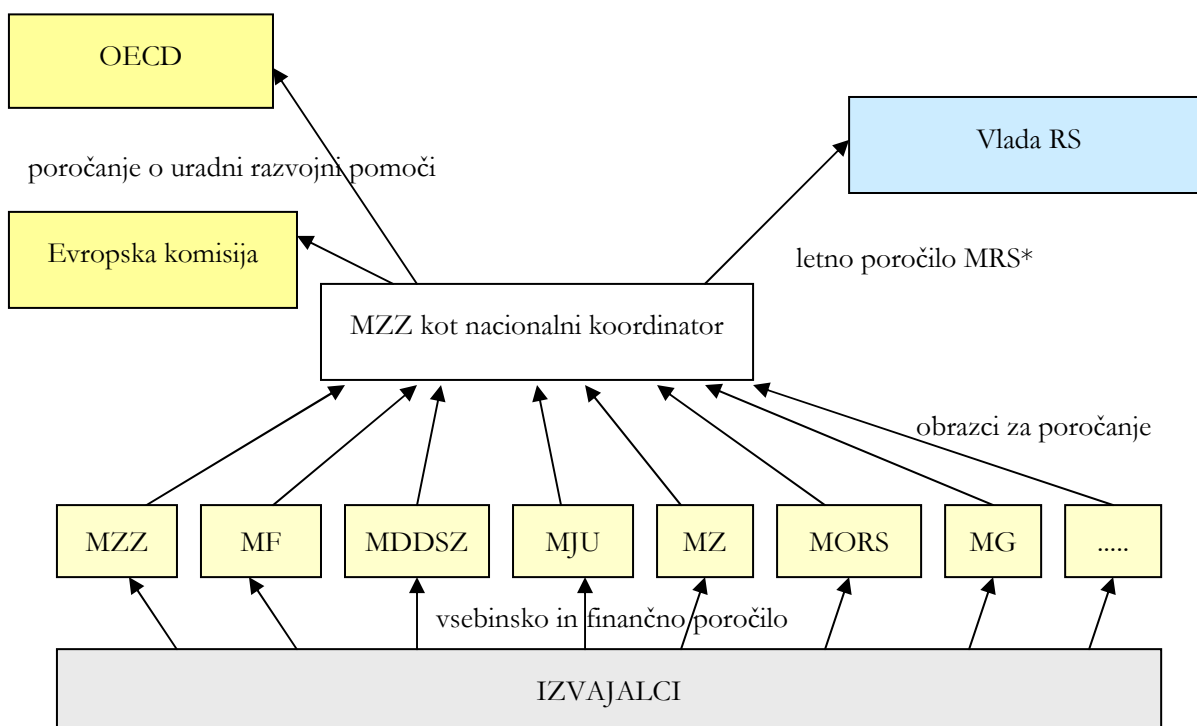 OECD
Vlada RS
poročanje o uradni razvojni pomoči
Evropska komisija
letno poročilo MRS*
MZZ kot nacionalni koordinator
obrazci za poročanje
MZZ
MF
MDDSZ
MJU
MZ
MORS
MG
.....
vsebinsko in finančno poročilo
IZVAJALCI